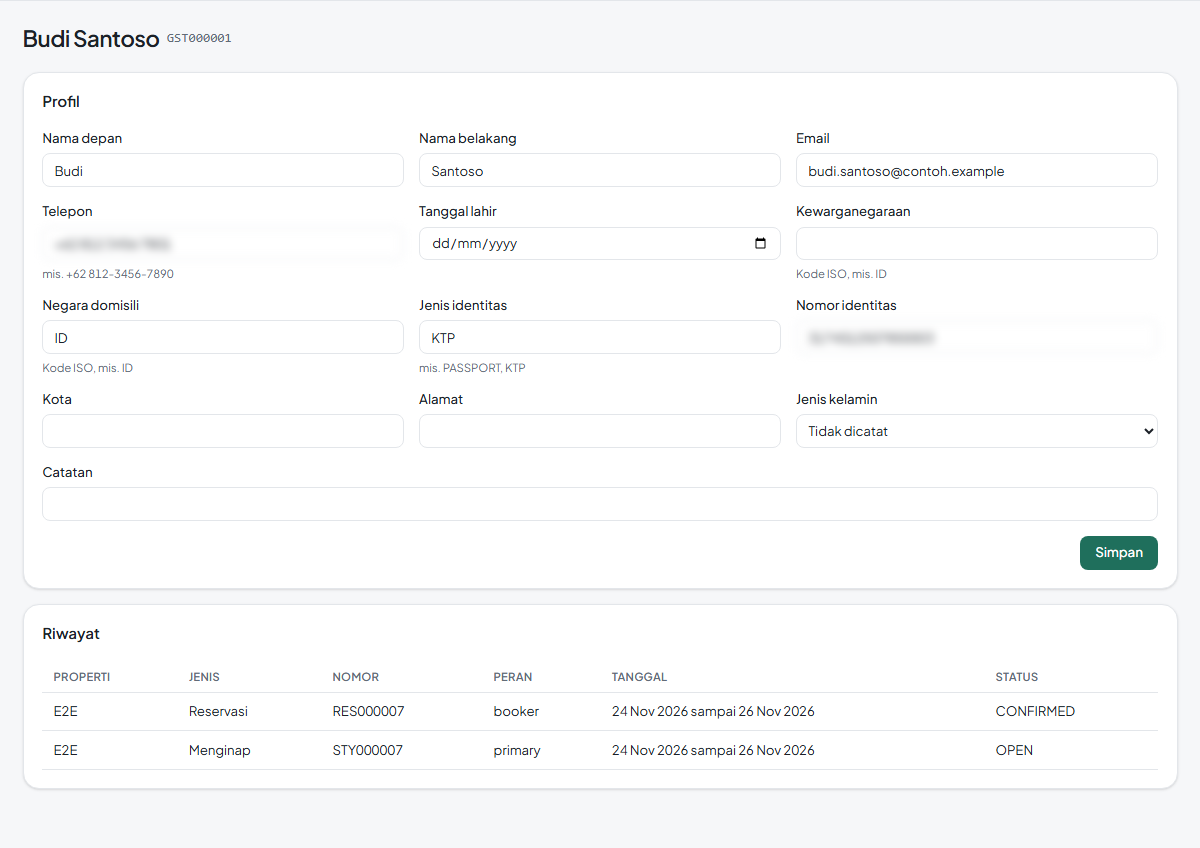 Budi Santoso GST000001
Profil
Nama depan Nama belakang Email
Budi Santoso budi.santoso@contoh.example
Telepon Tanggal lahir Kewarganegaraan
dd/mm/yyyy
mis. +62 812-3456-7890 Kode ISO, mis. ID
Negara domisili Jenis identitas Nomor identitas
ID KTP
Kode ISO, mis. ID mis. PASSPORT, KTP
Kota Alamat Jenis kelamin
Tidak dicatat
Catatan
Simpan
Riwayat
PROPERTI JENIS NOMOR PERAN TANGGAL STATUS
E2E Reservasi RES000007 booker 24 Nov 2026 sampai 26 Nov 2026 CONFIRMED
E2E Menginap STY000007 primary 24 Nov 2026 sampai 26 Nov 2026 OPEN